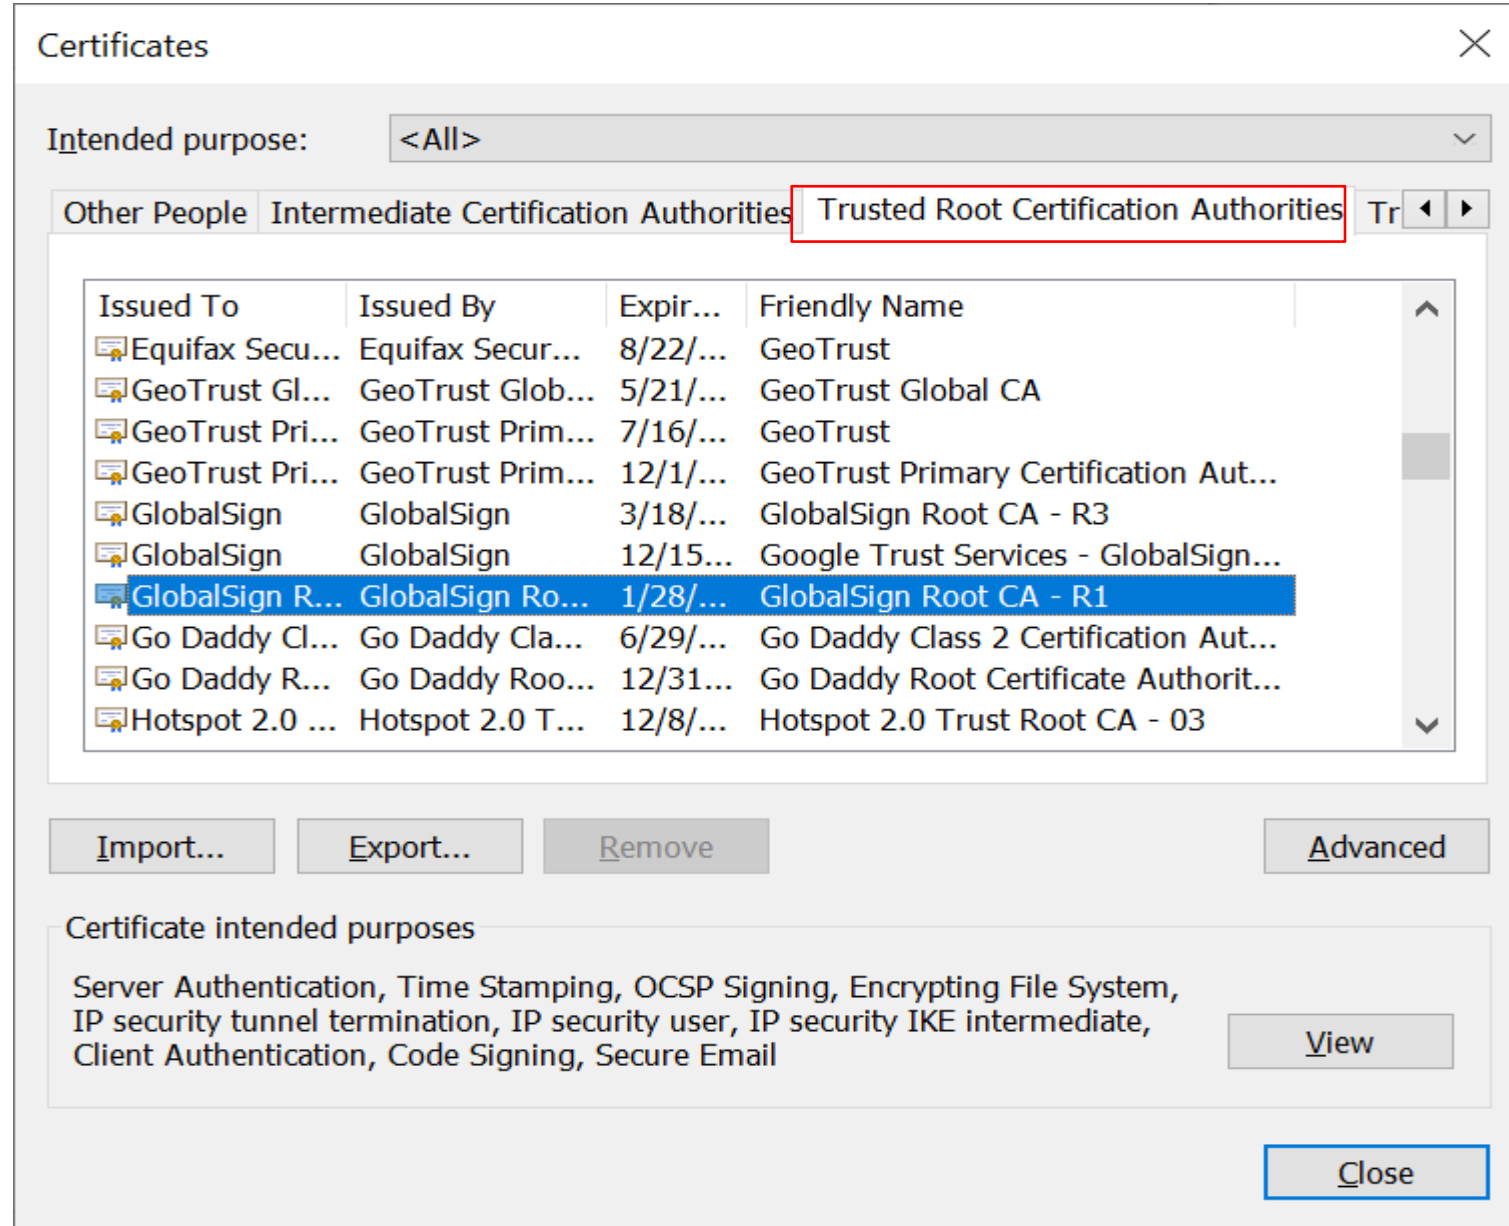 Certificates
Intended purpose: <All>
Other People Intermediate Certification Authorities Trusted Root Certification Authorities Tr
Issued To Issued By Expir... Friendly Name
Equifax Secu... Equifax Secur... 8/22/... GeoTrust
GeoTrust Gl... GeoTrust Glob... 5/21/... GeoTrust Global CA
GeoTrust Pri... GeoTrust Prim... 7/16/... GeoTrust
GeoTrust Pri... GeoTrust Prim... 12/1/... GeoTrust Primary Certification Aut...
GlobalSign GlobalSign 3/18/... GlobalSign Root CA - R3
GlobalSign GlobalSign 12/15... Google Trust Services - GlobalSign...
GlobalSign R... GlobalSign Ro... 1/28/... GlobalSign Root CA - R1
Go Daddy Cl... Go Daddy Cla... 6/29/... Go Daddy Class 2 Certification Aut...
Go Daddy R... Go Daddy Roo... 12/31... Go Daddy Root Certificate Authorit...
Hotspot 2.0 ... Hotspot 2.0 T... 12/8/... Hotspot 2.0 Trust Root CA - 03
Import... Export... Remove Advanced
Certificate intended purposes
Server Authentication, Time Stamping, OCSP Signing, Encrypting File System,
IP security tunnel termination, IP security user, IP security IKE intermediate,
Client Authentication, Code Signing, Secure Email
View
Close